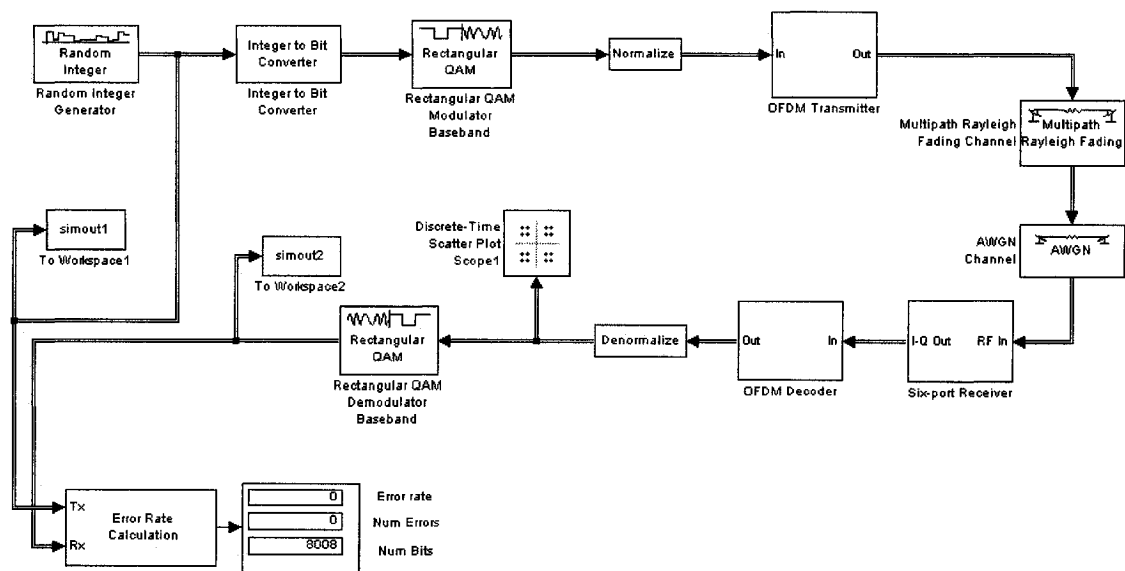 Random
Integer
Random Integer
Generator
Integer to Bit
Converter
Integer to Bit
Converter
Rectangular
QAM
Rectangular QAM
Modulator
Baseband
Normalize
In
Out
OFDM Transmitter
Multipath Rayleigh
Fading Channel
Multipath
Rayleigh Fading
AWGN
Channel
AWGN
simout1
To Workspace1
simout2
To Workspace2
Discrete-Time
Scatter Plot
Scope1
Rectangular
QAM
Rectangular QAM
Demodulator
Baseband
Denormalize
Out
In
OFDM Decoder
I-Q Out
RF In
Six-port Receiver
Tx
Rx
Error Rate
Calculation
0
Error rate
0
Num Errors
8008
Num Bits